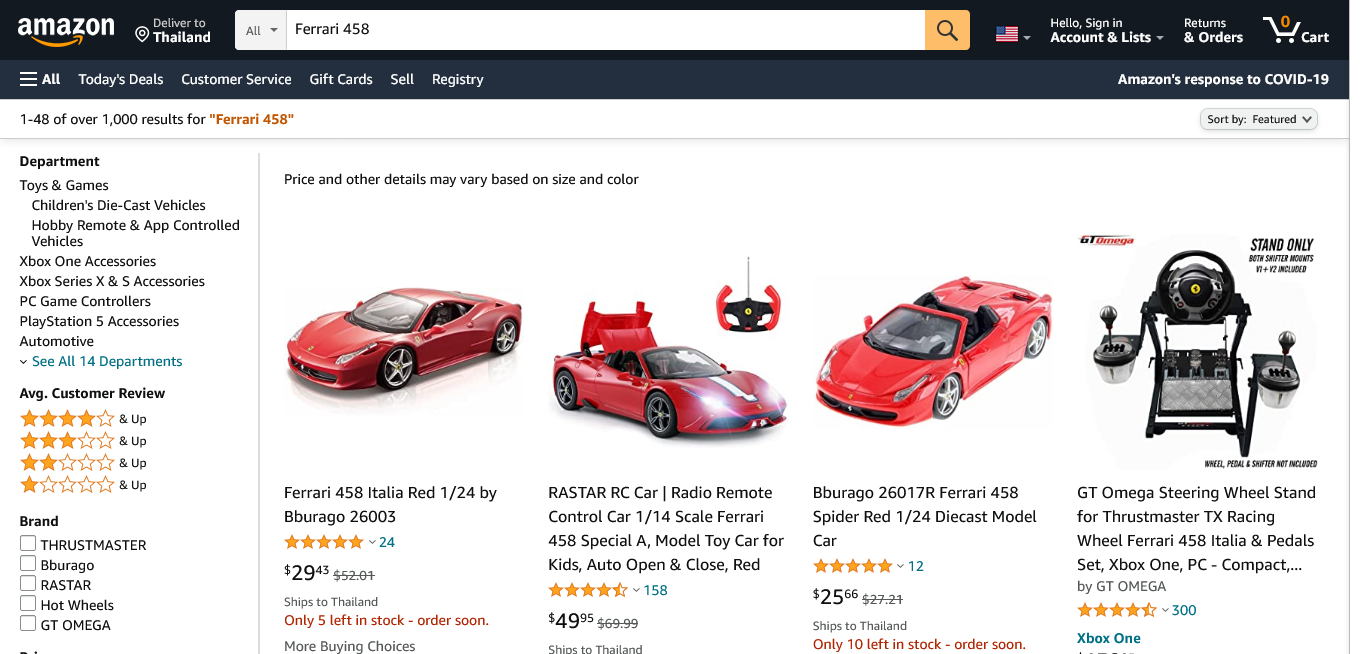 amazon
Deliver to
Thailand
All
Ferrari 458
Hello, Sign in
Account & Lists
Returns
& Orders
0
Cart
All
Today's Deals
Customer Service
Gift Cards
Sell
Registry
Amazon's response to COVID-19
1-48 of over 1,000 results for "Ferrari 458"
Sort by: Featured
Department
Toys & Games
Children's Die-Cast Vehicles
Hobby Remote & App Controlled
Vehicles
Xbox One Accessories
Xbox Series X & S Accessories
PC Game Controllers
PlayStation 5 Accessories
Automotive
See All 14 Departments
Avg. Customer Review
& Up
& Up
& Up
& Up
Brand
THRUSTMASTER
Bburago
RASTAR
Hot Wheels
GT OMEGA
Price and other details may vary based on size and color
Ferrari 458 Italia Red 1/24 by
Bburago 26003
24
$29.43 $52.01
Ships to Thailand
Only 5 left in stock - order soon.
More Buying Choices
RASTAR RC Car | Radio Remote
Control Car 1/14 Scale Ferrari
458 Special A, Model Toy Car for
Kids, Auto Open & Close, Red
158
$49.95 $69.99
Ships to Thailand
Bburago 26017R Ferrari 458
Spider Red 1/24 Diecast Model
Car
12
$25.66 $27.21
Ships to Thailand
Only 10 left in stock - order soon.
GT Omega
STAND ONLY
BOTH SHIFTER MOUNTS
V1 + V2 INCLUDED
WHEEL, PEDAL & SHIFTER NOT INCLUDED
GT Omega Steering Wheel Stand
for Thrustmaster TX Racing
Wheel Ferrari 458 Italia & Pedals
Set, Xbox One, PC - Compact,...
by GT OMEGA
300
Xbox One